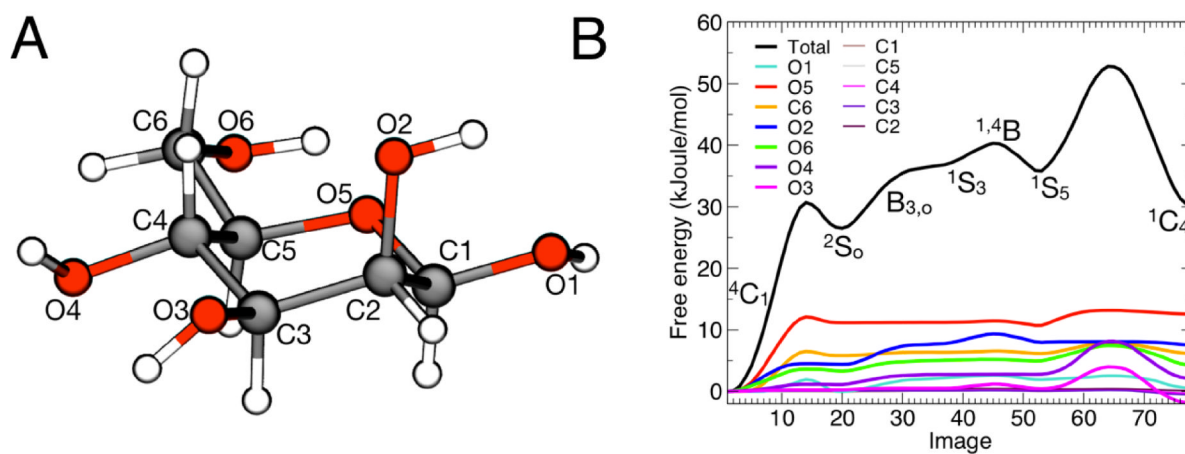 A
C6
O6
O2
O5
C4
C5
C1
O4
O3
C2
O1
C3
B
Free energy (kJoule/mol)
60
50
40
30
20
10
0
Total
O1
O5
C6
O2
O6
O4
O3
C1
C5
C4
C3
C2
⁴C₁
²Sₒ
B₃,ₒ
¹S₃
¹,⁴B
¹S₅
¹C₄
10 20 30 40 50 60 70
Image